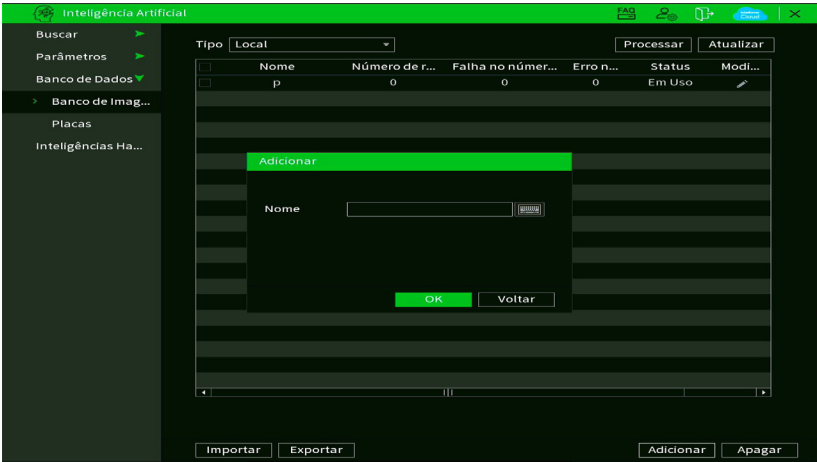 Inteligência Artificial
FAQ
Cloud
Buscar
Parâmetros
Banco de Dados
Banco de Imag...
Placas
Inteligências Ha...
Tipo Local
Processar Atualizar
Nome Número de r... Falha no númer... Erro n... Status Modi...
p 0 0 0 Em Uso
Adicionar
Nome
OK Voltar
Importar Exportar
Adicionar Apagar